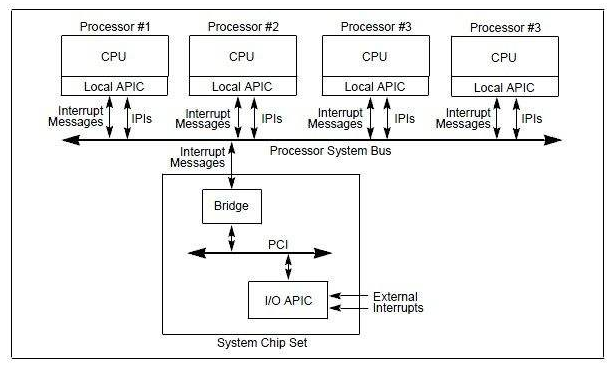 Processor #1
Processor #2
Processor #3
Processor #3
CPU
CPU
CPU
CPU
Local APIC
Local APIC
Local APIC
Local APIC
Interrupt
Messages
IPIs
Interrupt
Messages
IPIs
Interrupt
Messages
IPIs
Interrupt
Messages
IPIs
Processor System Bus
Interrupt
Messages
Bridge
PCI
I/O APIC
External
Interrupts
System Chip Set